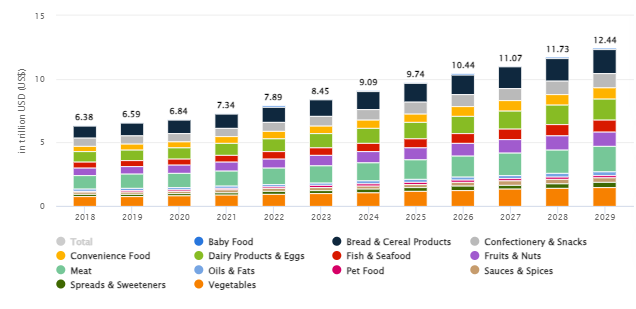 15
10
5
0
in trillion USD (US$)
6.38 6.59 6.84 7.34 7.89 8.45 9.09 9.74 10.44 11.07 11.73 12.44
2018 2019 2020 2021 2022 2023 2024 2025 2026 2027 2028 2029
Total Baby Food Bread & Cereal Products Confectionery & Snacks
Convenience Food Dairy Products & Eggs Fish & Seafood Fruits & Nuts
Meat Oils & Fats Pet Food Sauces & Spices
Spreads & Sweeteners Vegetables